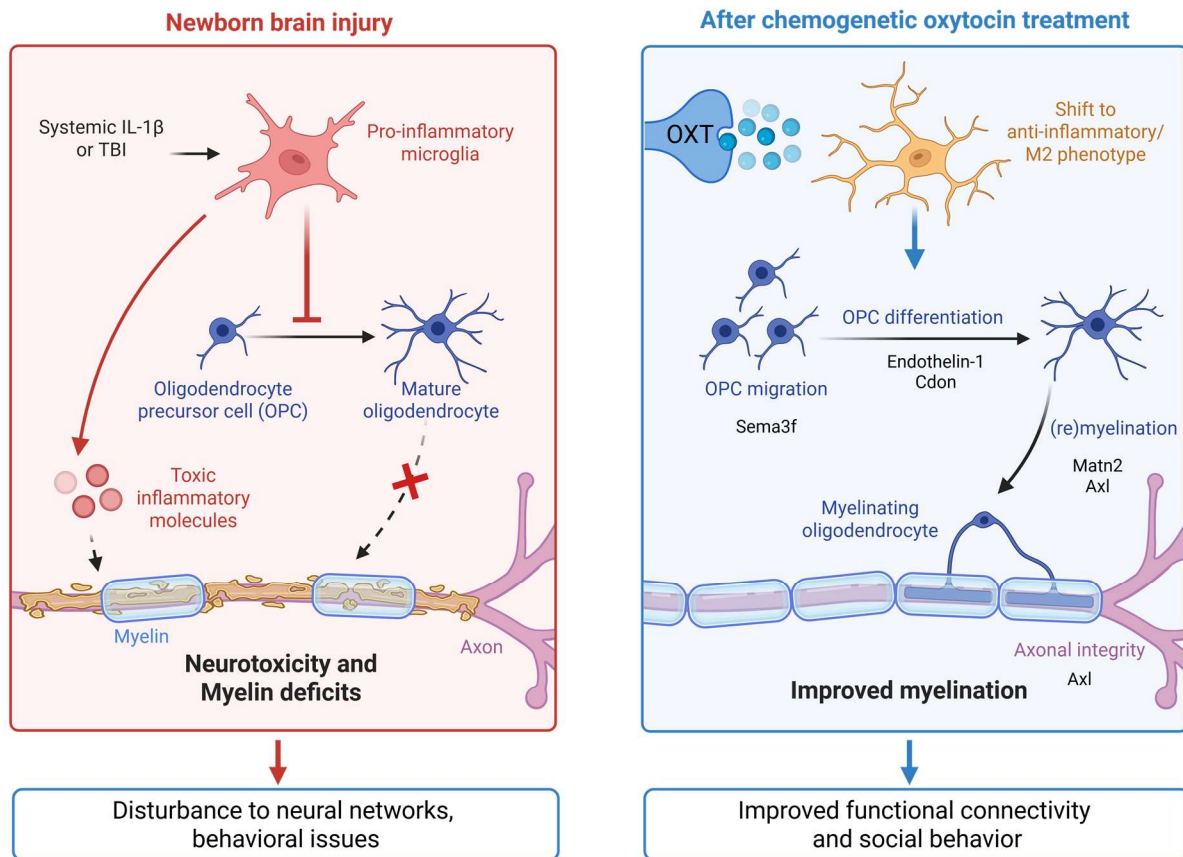 Newborn brain injury
Systemic IL-1β
or TBI
Pro-inflammatory
microglia
Oligodendrocyte
precursor cell (OPC)
Mature
oligodendrocyte
Toxic
inflammatory
molecules
Myelin
Axon
Neurotoxicity and
Myelin deficits
Disturbance to neural networks,
behavioral issues
After chemogenetic oxytocin treatment
OXT
Shift to
anti-inflammatory/
M2 phenotype
OPC differentiation
Endothelin-1
Cdon
OPC migration
Sema3f
(re)myelination
Matn2
Axl
Myelinating
oligodendrocyte
Axonal integrity
Axl
Improved myelination
Improved functional connectivity
and social behavior